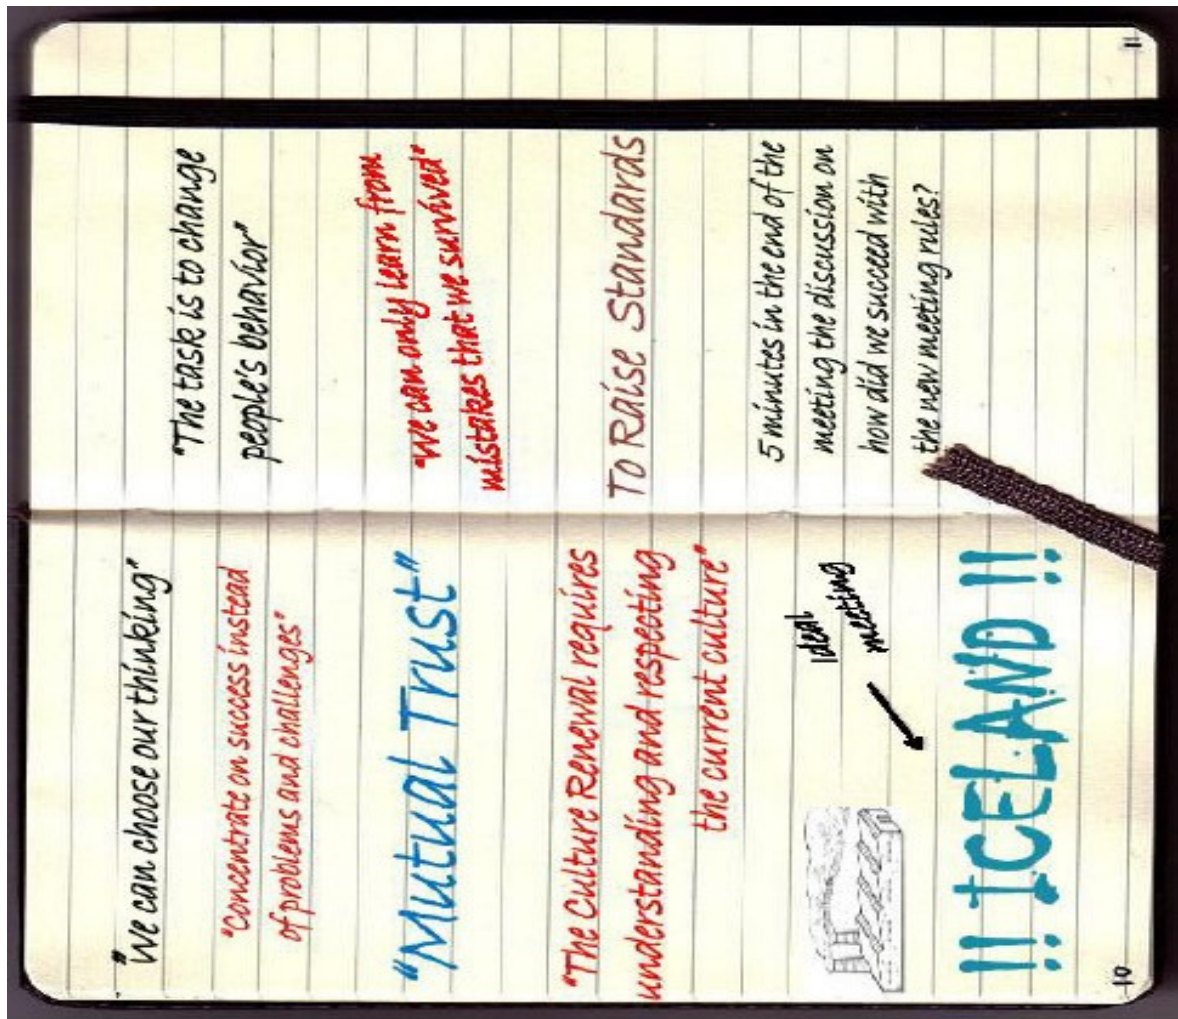 "We can choose our thinking"
"Concentrate on success instead
of problems and challenges"
"Mutual Trust"
"The Culture Renewal requires
understanding and respecting
the current culture"
Ideal
meeting
!! ICELAND !!
10
"The task is to change
people's behavior"
"We can only learn from
mistakes that we survived"
To Raise Standards
5 minutes in the end of the
meeting the discussion on
how did we succeed with
the new meeting rules?
11